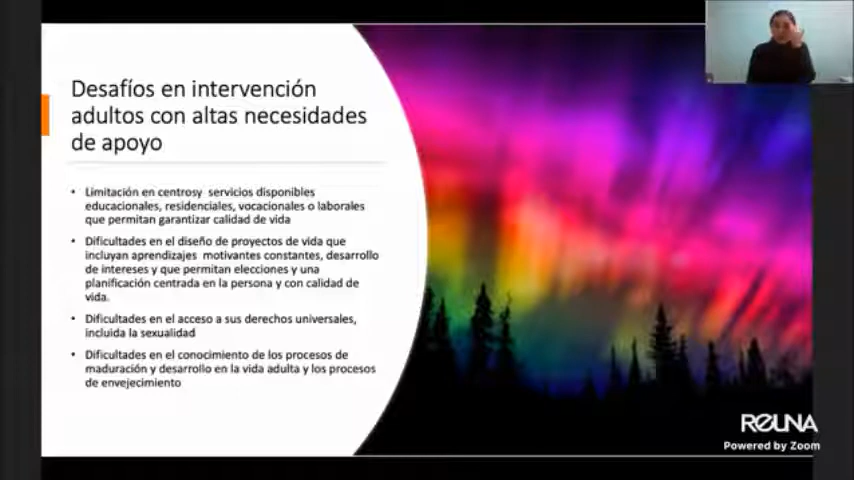 Desafíos en intervención
adultos con altas necesidades
de apoyo
• Limitación en centrosy servicios disponibles
educacionales, residenciales, vocacionales o laborales
que permitan garantizar calidad de vida
• Dificultades en el diseño de proyectos de vida que
incluyan aprendizajes motivantes constantes, desarrollo
de intereses y que permitan elecciones y una
planificación centrada en la persona y con calidad de
vida.
• Dificultades en el acceso a sus derechos universales,
incluida la sexualidad
• Dificultades en el conocimiento de los procesos de
maduración y desarrollo en la vida adulta y los procesos
de envejecimiento
REUNA
Powered by Zoom